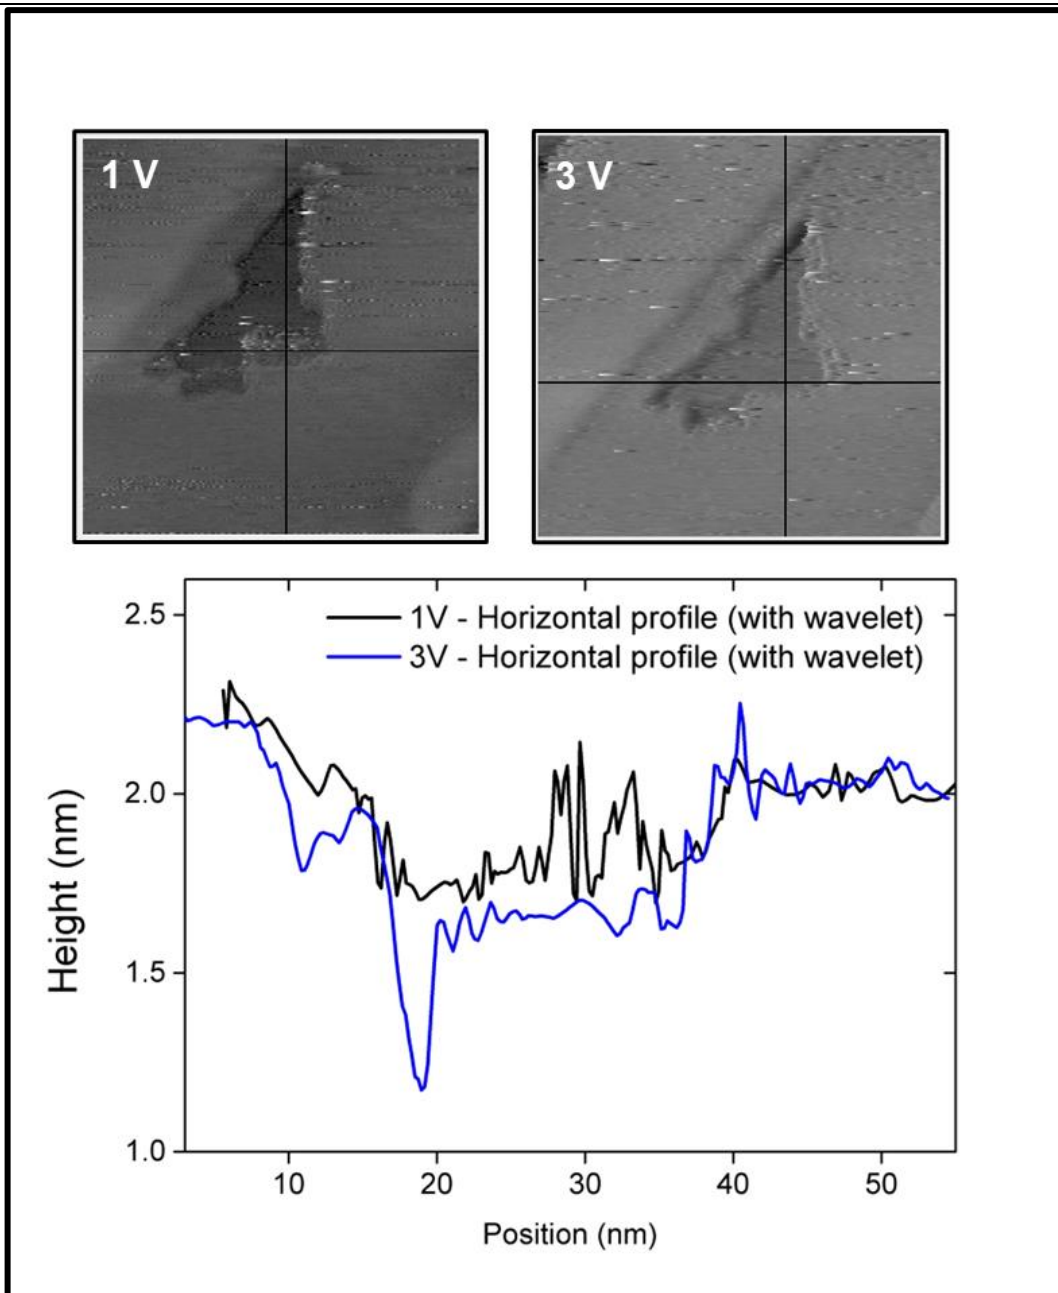 1 V
3 V
1V - Horizontal profile (with wavelet)
3V - Horizontal profile (with wavelet)
2.5
2.0
1.5
1.0
Height (nm)
10 20 30 40 50
Position (nm)